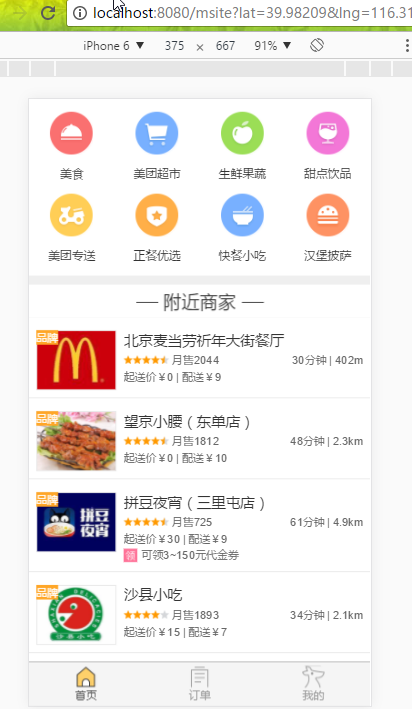 localhost:8080/msite?lat=39.98209&lng=116.31
iPhone 6 ▼ 375 × 667 91% ▼
美食 美团超市 生鲜果蔬 甜点饮品
美团专送 正餐优选 快餐小吃 汉堡披萨
附近商家
品牌
北京麦当劳祈年大街餐厅
月售2044 30分钟 | 402m
起送价￥0 | 配送￥9
品牌
望京小腰（东单店）
月售1812 48分钟 | 2.3km
起送价￥0 | 配送￥10
品牌
拼豆夜宵
拼豆夜宵（三里屯店）
月售725 61分钟 | 4.9km
起送价￥30 | 配送￥9
领 可领3~150元代金券
品牌
沙县小吃
沙县小吃
月售1893 34分钟 | 2.1km
起送价￥15 | 配送￥7
首页 订单 我的